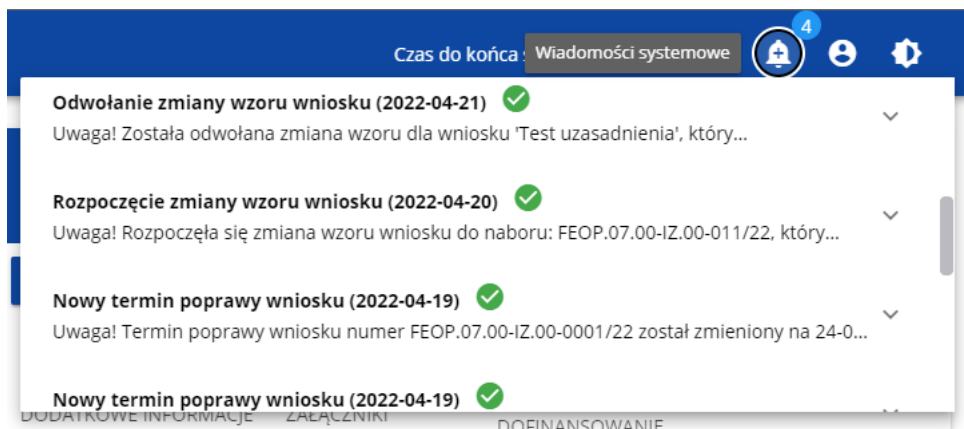 4
Czas do końca
Wiadomości systemowe
Odwołanie zmiany wzoru wniosku (2022-04-21)
Uwaga! Została odwołana zmiana wzoru dla wniosku 'Test uzasadnienia', który...
Rozpoczęcie zmiany wzoru wniosku (2022-04-20)
Uwaga! Rozpoczęła się zmiana wzoru wniosku do naboru: FEOP.07.00-IZ.00-011/22, który...
Nowy termin poprawy wniosku (2022-04-19)
Uwaga! Termin poprawy wniosku numer FEOP.07.00-IZ.00-0001/22 został zmieniony na 24-0...
Nowy termin poprawy wniosku (2022-04-19)
DODATKOWE INFORMACJE ZAŁĄCZNIKI DOFINANSOWANIE